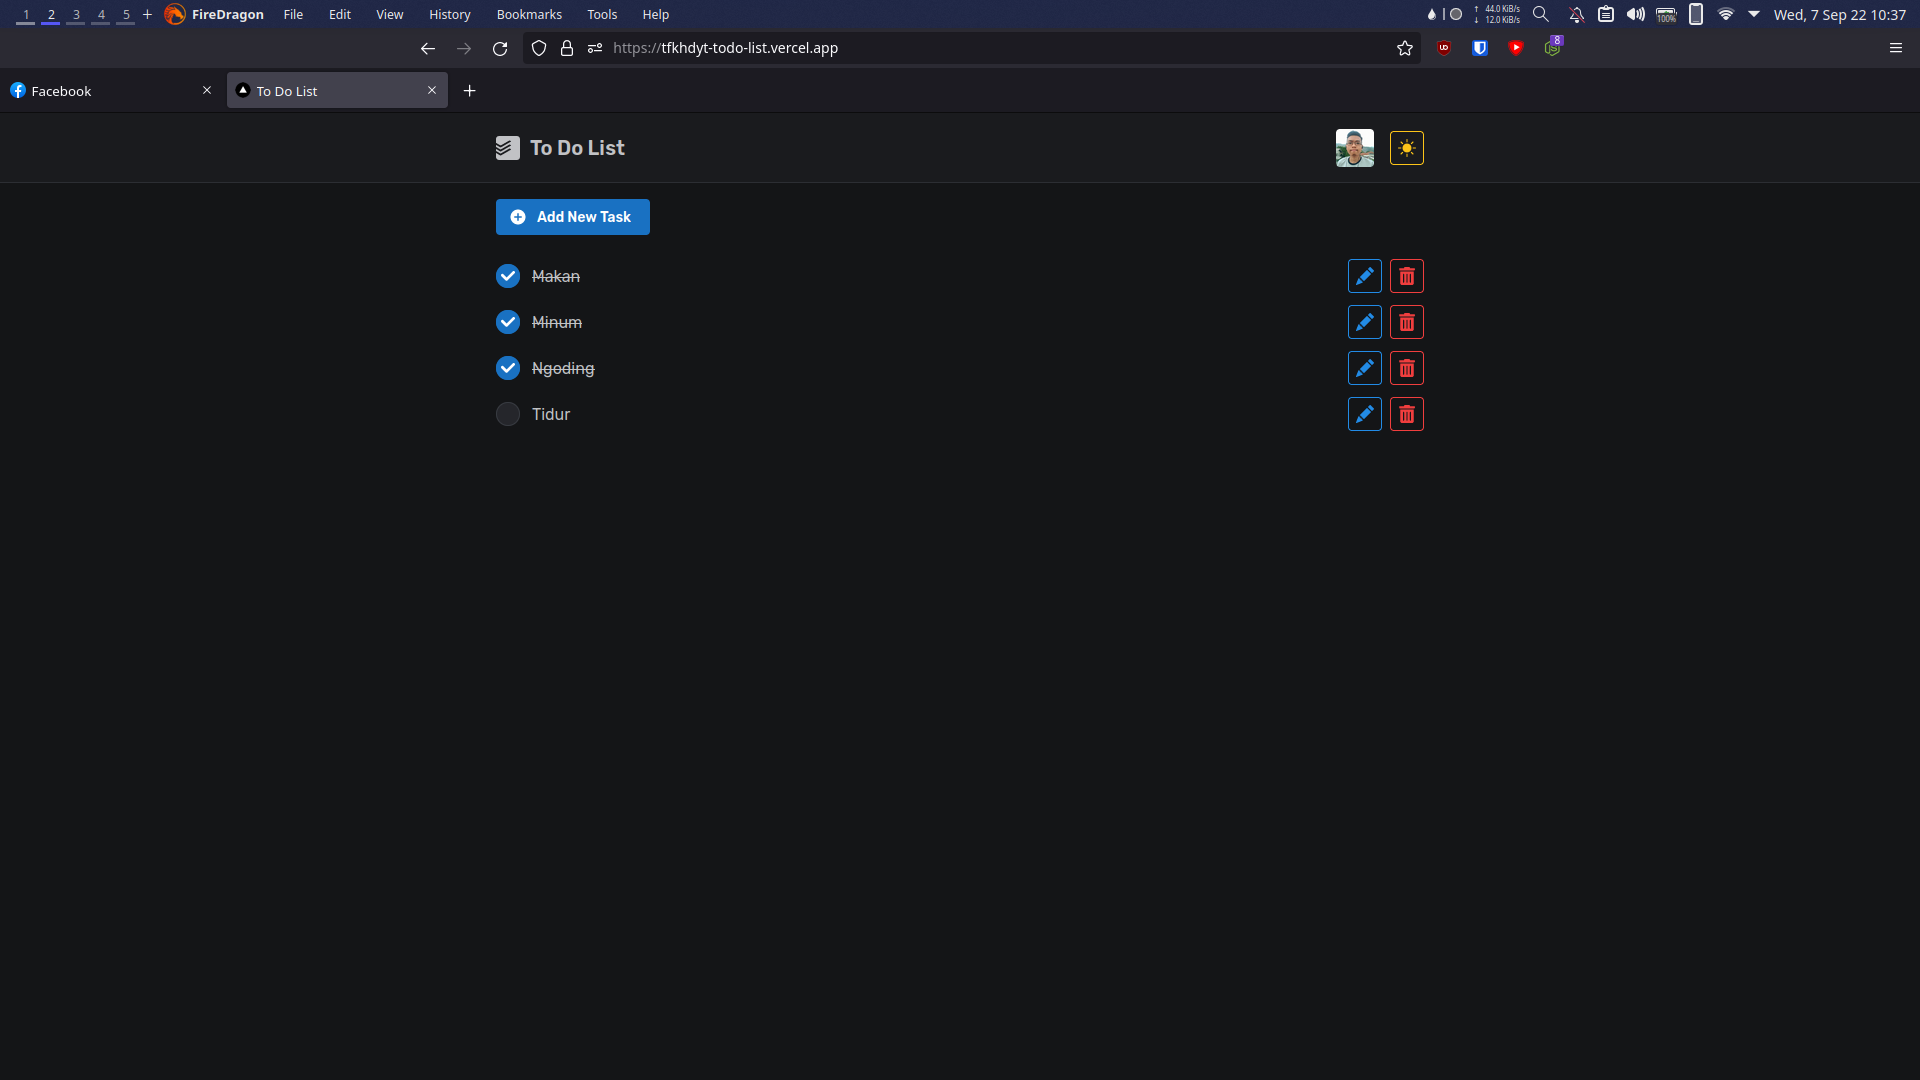 1 2 3 4 5 + FireDragon File Edit View History Bookmarks Tools Help 44.0 KiB/s 12.0 KiB/s 100% Wed, 7 Sep 22 10:37
https://tfkhdyt-todo-list.vercel.app 8
Facebook To Do List
To Do List
Add New Task
Makan
Minum
Ngoding
Tidur